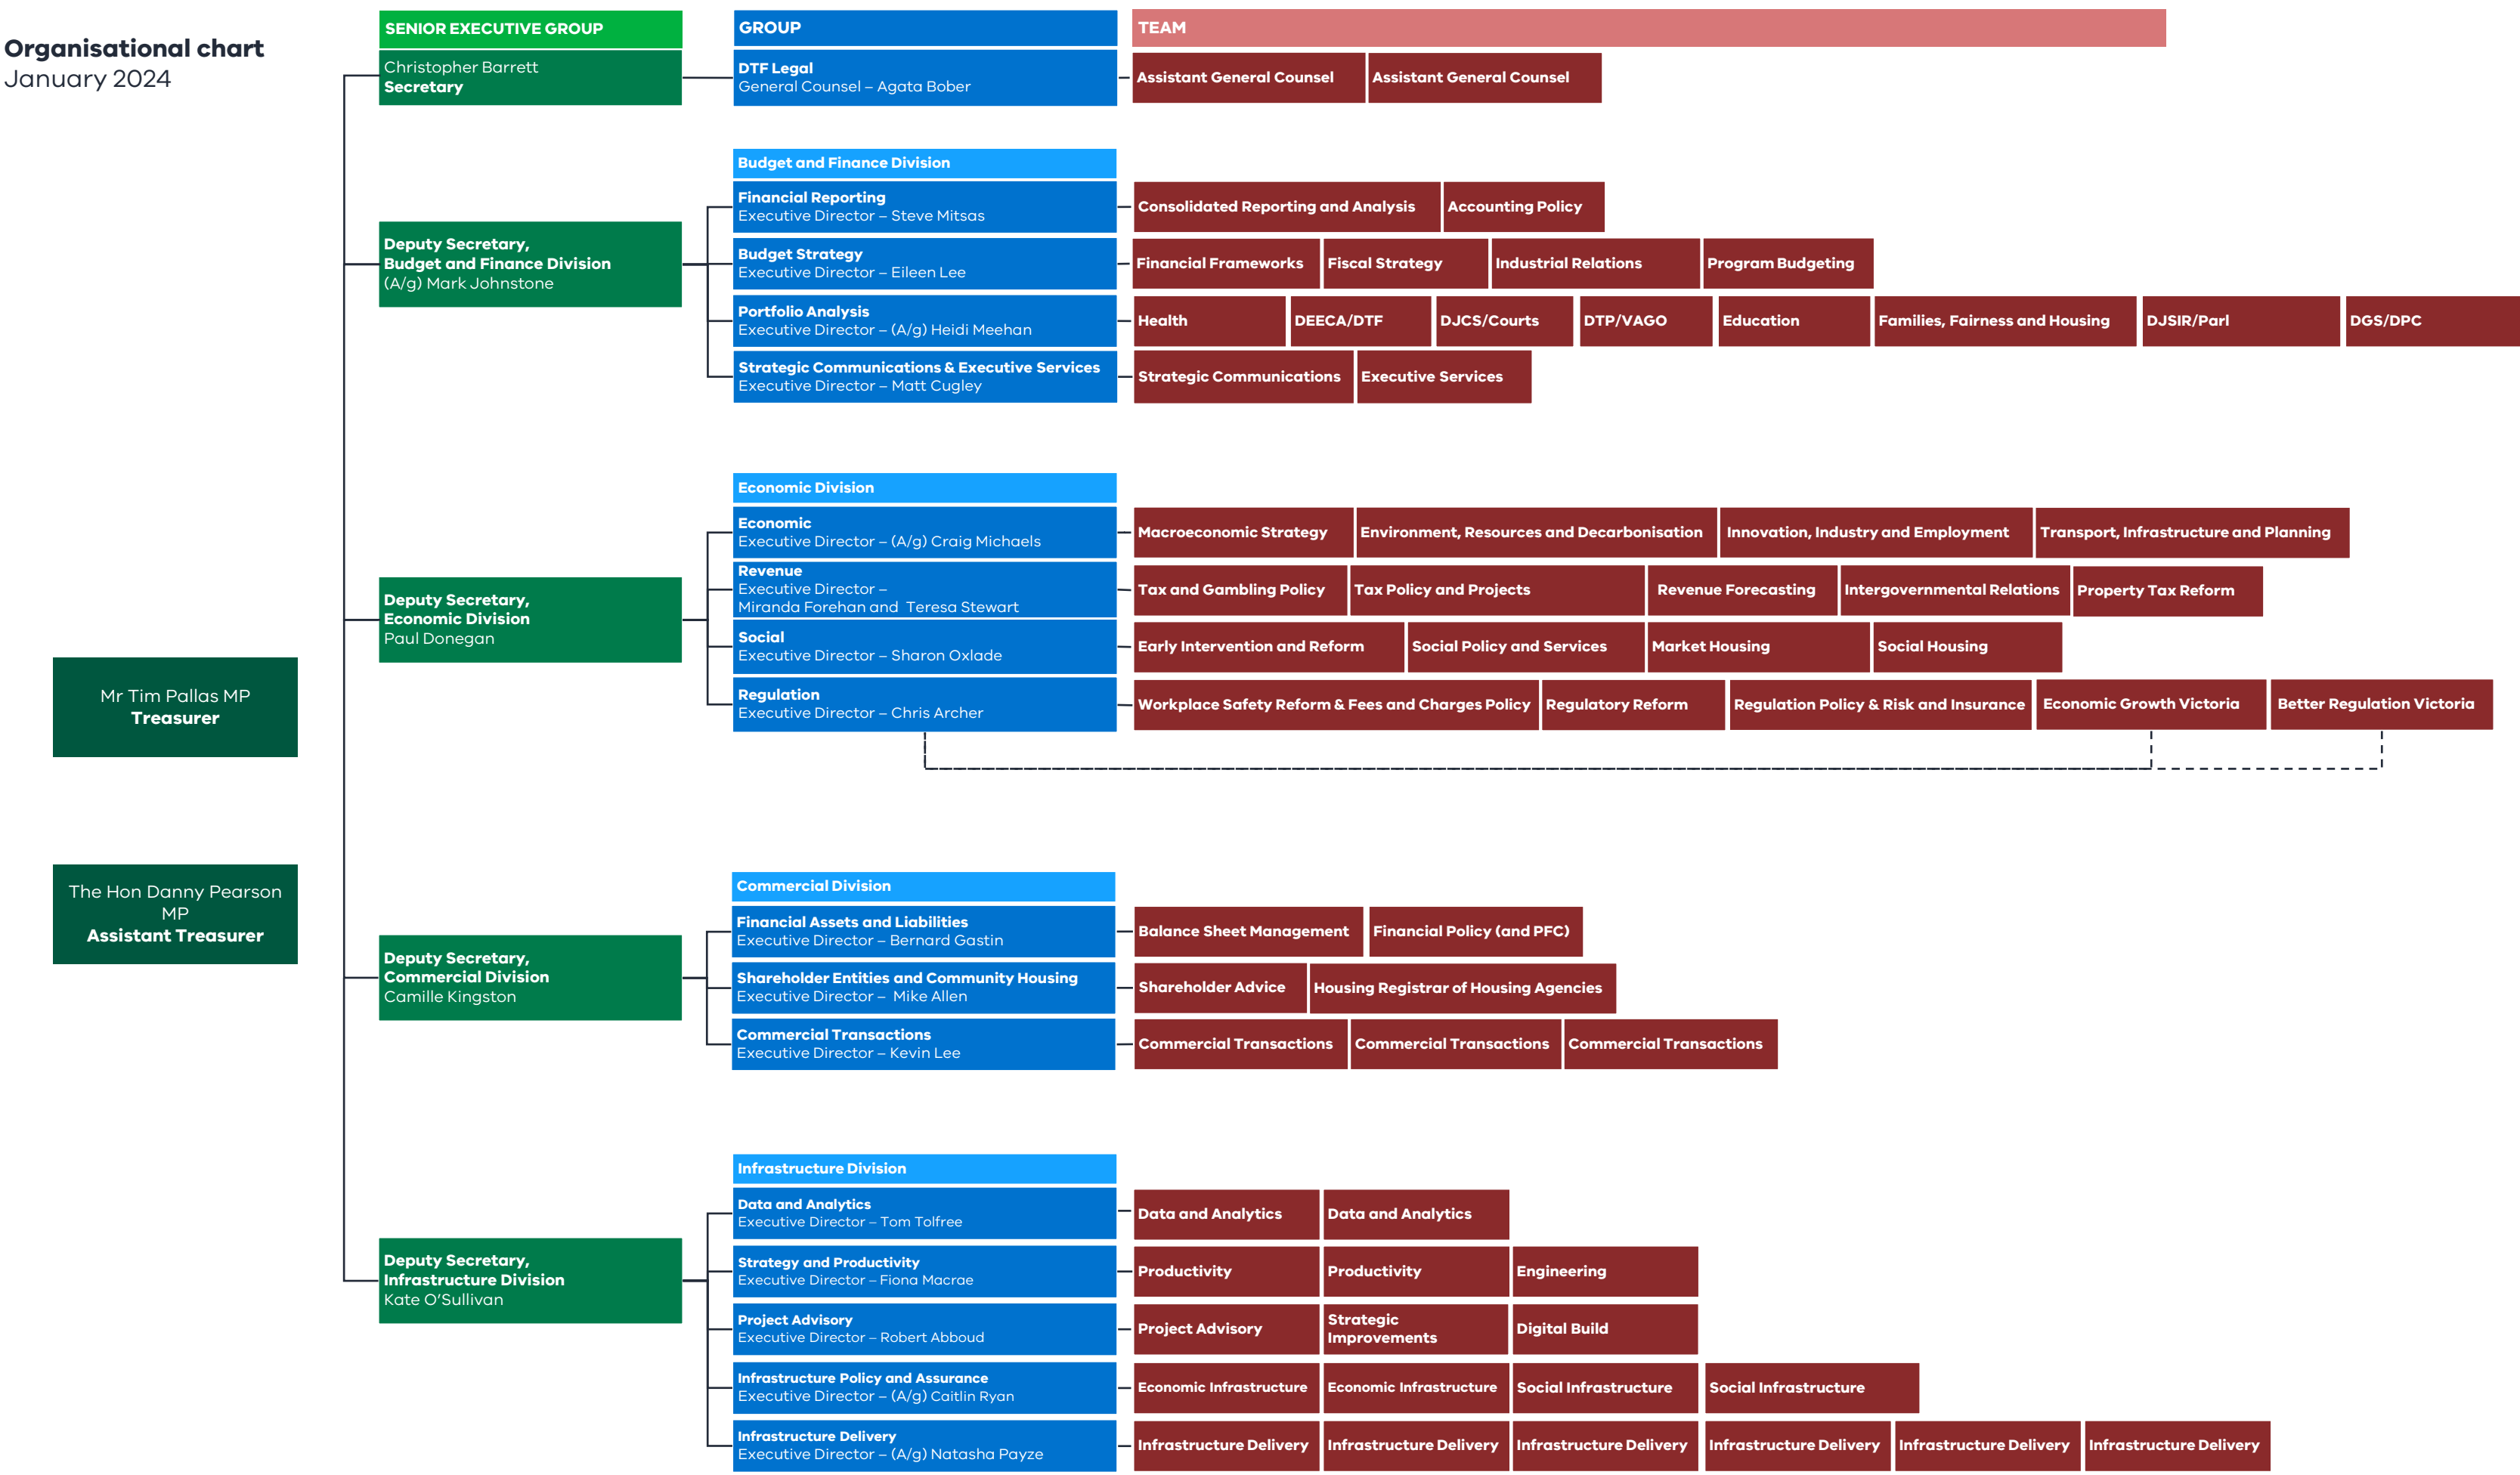 Organisational chart
January 2024
SENIOR EXECUTIVE GROUP
GROUP
TEAM
Christopher Barrett
Secretary
DTF Legal
General Counsel – Agata Bober
Assistant General Counsel
Assistant General Counsel
Budget and Finance Division
Deputy Secretary,
Budget and Finance Division
(A/g) Mark Johnstone
Financial Reporting
Executive Director – Steve Mitsas
Consolidated Reporting and Analysis
Accounting Policy
Budget Strategy
Executive Director – Eileen Lee
Financial Frameworks
Fiscal Strategy
Industrial Relations
Program Budgeting
Portfolio Analysis
Executive Director – (A/g) Heidi Meehan
Health
DEECA/DTF
DJCS/Courts
DTP/VAGO
Education
Families, Fairness and Housing
DJSIR/Parl
DGS/DPC
Strategic Communications & Executive Services
Executive Director – Matt Cugley
Strategic Communications
Executive Services
Economic Division
Deputy Secretary,
Economic Division
Paul Donegan
Economic
Executive Director – (A/g) Craig Michaels
Macroeconomic Strategy
Environment, Resources and Decarbonisation
Innovation, Industry and Employment
Transport, Infrastructure and Planning
Revenue
Executive Director –
Miranda Forehan and  Teresa Stewart
Tax and Gambling Policy
Tax Policy and Projects
Revenue Forecasting
Intergovernmental Relations
Property Tax Reform
Social
Executive Director – Sharon Oxlade
Early Intervention and Reform
Social Policy and Services
Market Housing
Social Housing
Regulation
Executive Director – Chris Archer
Workplace Safety Reform & Fees and Charges Policy
Regulatory Reform
Regulation Policy & Risk and Insurance
Economic Growth Victoria
Better Regulation Victoria
Mr Tim Pallas MP
Treasurer
The Hon Danny Pearson
MP
Assistant Treasurer
Commercial Division
Deputy Secretary,
Commercial Division
Camille Kingston
Financial Assets and Liabilities
Executive Director – Bernard Gastin
Balance Sheet Management
Financial Policy (and PFC)
Shareholder Entities and Community Housing
Executive Director –  Mike Allen
Shareholder Advice
Housing Registrar of Housing Agencies
Commercial Transactions
Executive Director – Kevin Lee
Commercial Transactions
Commercial Transactions
Commercial Transactions
Infrastructure Division
Deputy Secretary,
Infrastructure Division
Kate O’Sullivan
Data and Analytics
Executive Director – Tom Tolfree
Data and Analytics
Data and Analytics
Strategy and Productivity
Executive Director – Fiona Macrae
Productivity
Productivity
Engineering
Project Advisory
Executive Director – Robert Abboud
Project Advisory
Strategic
Improvements
Digital Build
Infrastructure Policy and Assurance
Executive Director – (A/g) Caitlin Ryan
Economic Infrastructure
Economic Infrastructure
Social Infrastructure
Social Infrastructure
Infrastructure Delivery
Executive Director – (A/g) Natasha Payze
Infrastructure Delivery
Infrastructure Delivery
Infrastructure Delivery
Infrastructure Delivery
Infrastructure Delivery
Infrastructure Delivery